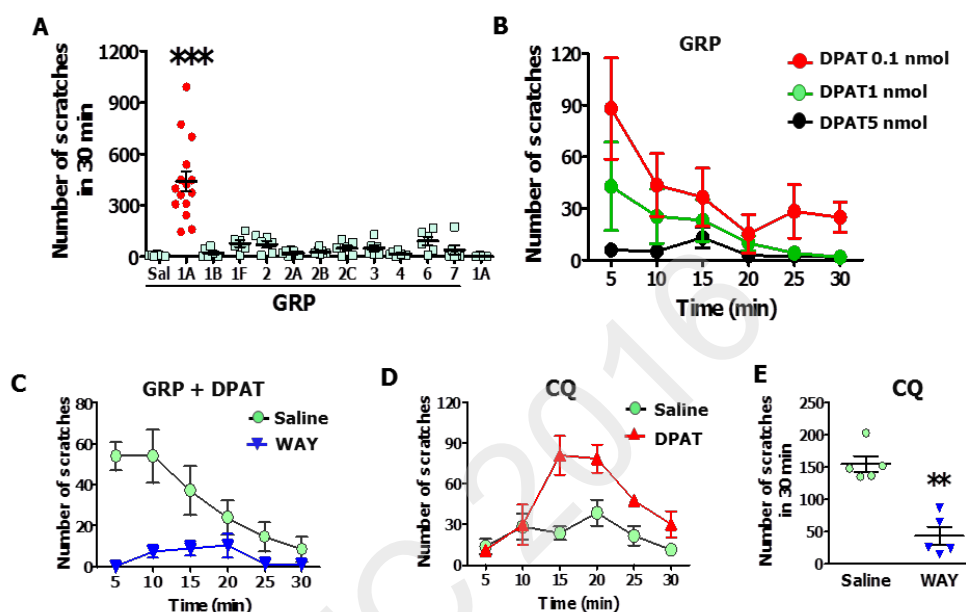 A
Number of scratches
in 30 min
1200
900
600
300
0
***
Sal 1A 1B 1F 2 2A 2B 2C 3 4 6 7 1A
GRP
B
GRP
Number of scratches
120
90
60
30
0
DPAT 0.1 nmol
DPAT1 nmol
DPAT5 nmol
5 10 15 20 25 30
Time (min)
C
GRP + DPAT
Number of scratches
80
60
40
20
0
Saline
WAY
5 10 15 20 25 30
Time (min)
D
CQ
Number of scratches
120
90
60
30
0
Saline
DPAT
5 10 15 20 25 30
Time (min)
E
CQ
Number of scratches
in 30 min
250
200
150
100
50
0
**
Saline WAY
2016